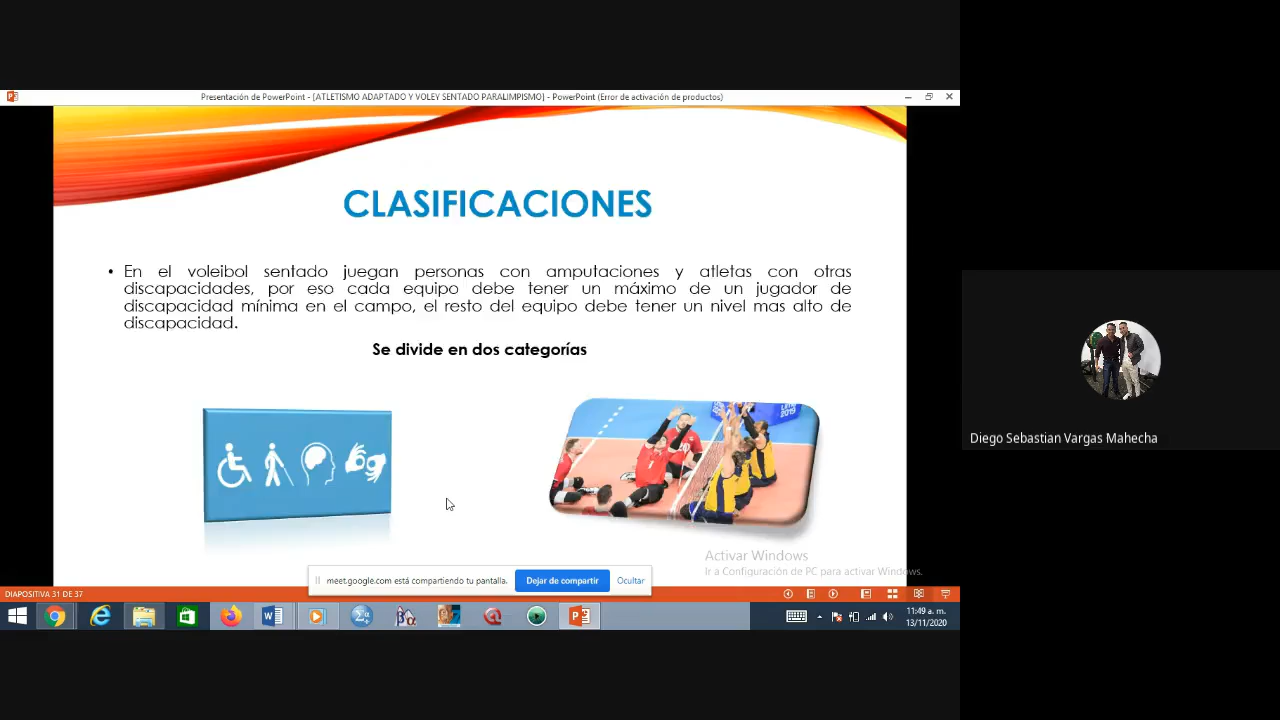 Presentación de PowerPoint - [ATLETISMO ADAPTADO Y VOLEY SENTADO PARALIMPISMO] - PowerPoint (Error de activación de productos)
CLASIFICACIONES
• En el voleibol sentado juegan personas con amputaciones y atletas con otras
discapacidades, por eso cada equipo debe tener un máximo de un jugador de
discapacidad mínima en el campo, el resto del equipo debe tener un nivel mas alto de
discapacidad.
Se divide en dos categorías
2019
1
Diego Sebastian Vargas Mahecha
Activar Windows
Ir a Configuración de PC para activar Windows.
meet.google.com está compartiendo tu pantalla.
Dejar de compartir
Ocultar
DIAPOSITIVA 31 DE 37
11:49 a. m.
13/11/2020